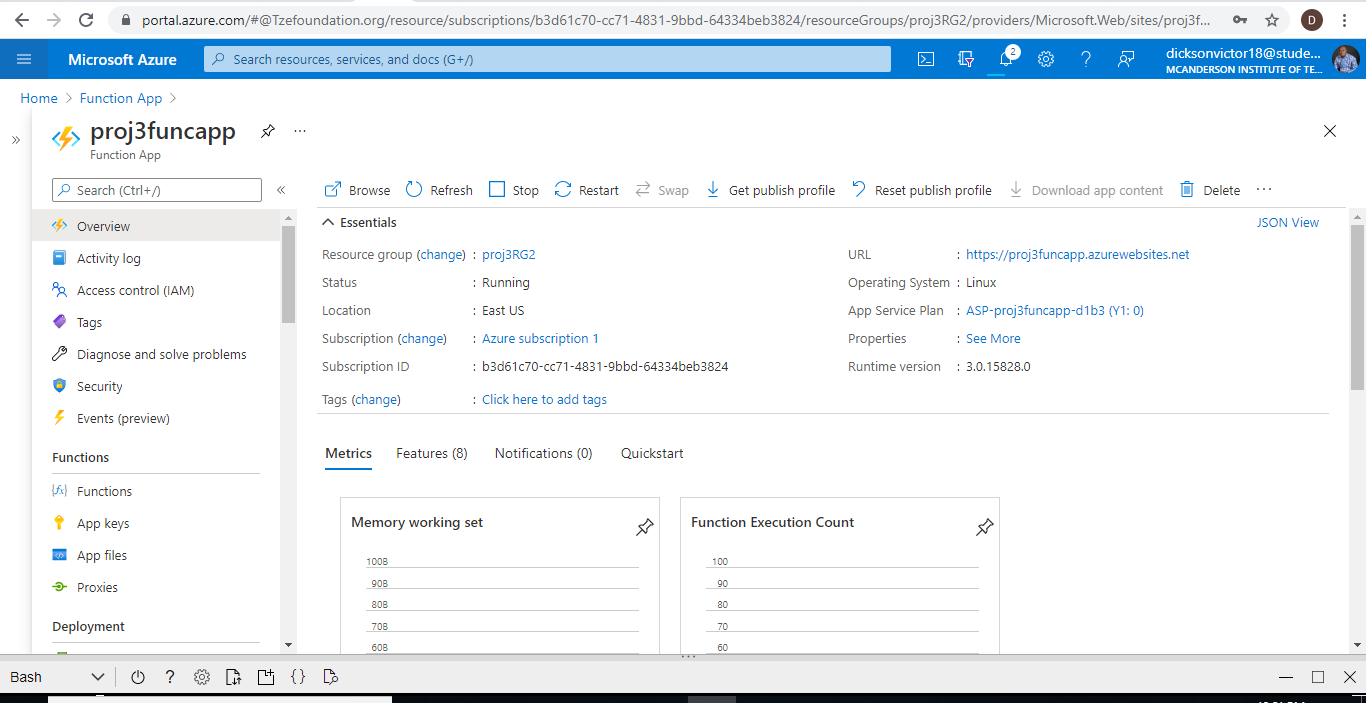 portal.azure.com/#@Tzefoundation.org/resource/subscriptions/b3d61c70-cc71-4831-9bbd-64334beb3824/resourceGroups/proj3RG2/providers/Microsoft.Web/sites/proj3f...
D
Microsoft Azure
Search resources, services, and docs (G+/)
2
dicksonvictor18@stude...
MCANDERSON INSTITUTE OF TE...
Home > Function App >
proj3funcapp
Function App
Search (Ctrl+/)
Browse Refresh Stop Restart Swap Get publish profile Reset publish profile Download app content Delete
Overview
Activity log
Access control (IAM)
Tags
Diagnose and solve problems
Security
Events (preview)
Functions
Functions
App keys
App files
Proxies
Deployment
Essentials
JSON View
Resource group (change) : proj3RG2
Status : Running
Location : East US
Subscription (change) : Azure subscription 1
Subscription ID : b3d61c70-cc71-4831-9bbd-64334beb3824
Tags (change) : Click here to add tags
URL : https://proj3funcapp.azurewebsites.net
Operating System : Linux
App Service Plan : ASP-proj3funcapp-d1b3 (Y1: 0)
Properties : See More
Runtime version : 3.0.15828.0
Metrics Features (8) Notifications (0) Quickstart
Memory working set
100B
90B
80B
70B
60B
Function Execution Count
100
90
80
70
60
Bash